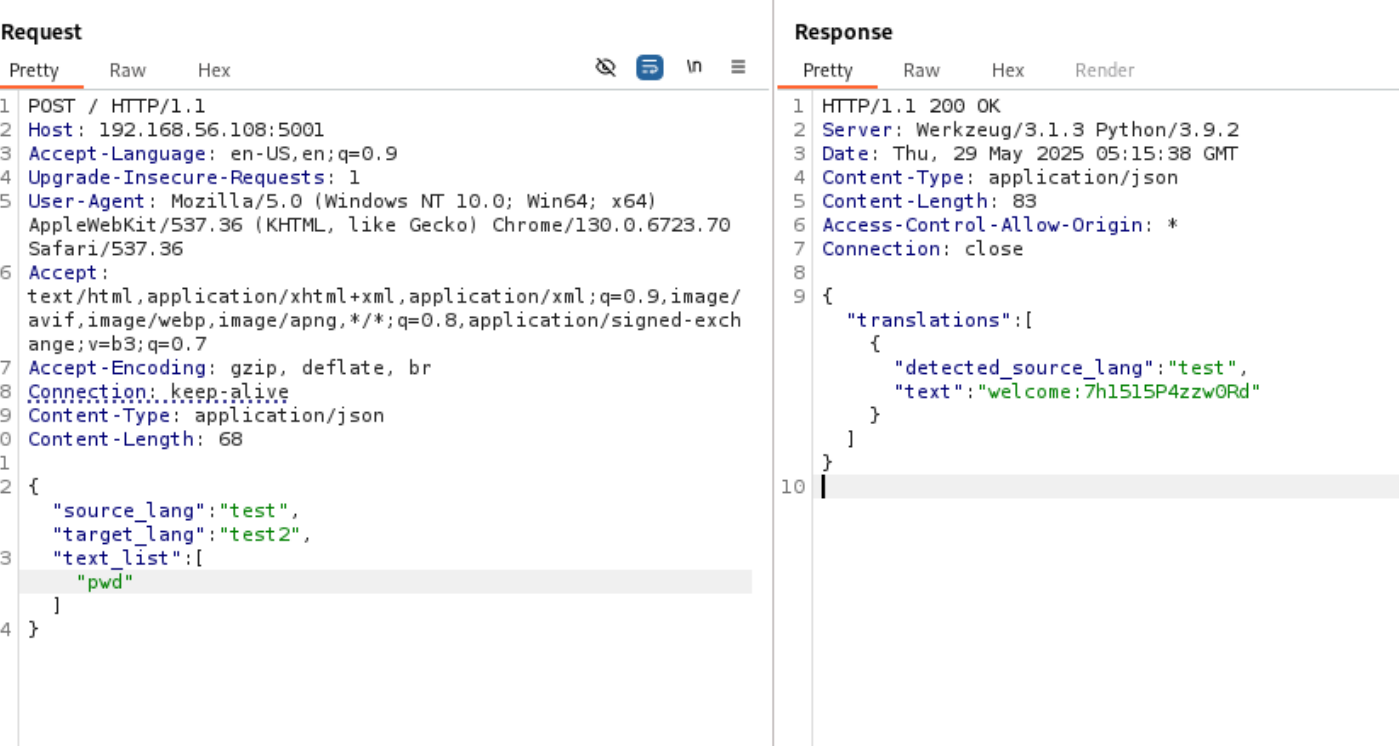 Request
Pretty Raw Hex
\n
1 POST / HTTP/1.1
2 Host: 192.168.56.108:5001
3 Accept-Language: en-US,en;q=0.9
4 Upgrade-Insecure-Requests: 1
5 User-Agent: Mozilla/5.0 (Windows NT 10.0; Win64; x64)
AppleWebKit/537.36 (KHTML, like Gecko) Chrome/130.0.6723.70
Safari/537.36
6 Accept:
text/html,application/xhtml+xml,application/xml;q=0.9,image/
avif,image/webp,image/apng,*/*;q=0.8,application/signed-exch
ange;v=b3;q=0.7
7 Accept-Encoding: gzip, deflate, br
8 Connection: keep-alive
9 Content-Type: application/json
0 Content-Length: 68
1
2 {
"source_lang":"test",
"target_lang":"test2",
3 "text_list":[
"pwd"
]
4 }
Response
Pretty Raw Hex Render
1 HTTP/1.1 200 OK
2 Server: Werkzeug/3.1.3 Python/3.9.2
3 Date: Thu, 29 May 2025 05:15:38 GMT
4 Content-Type: application/json
5 Content-Length: 83
6 Access-Control-Allow-Origin: *
7 Connection: close
8
9 {
"translations":[
{
"detected_source_lang":"test",
"text":"welcome:7h1515P4zzw0Rd"
}
]
}
10